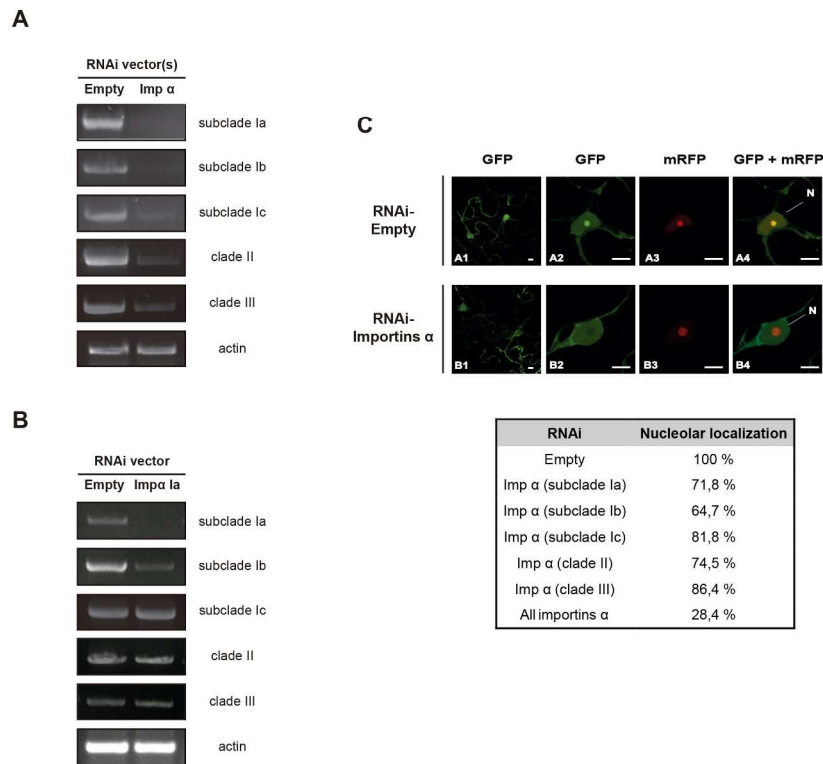 A
RNAi vector(s)
Empty Imp α
subclade Ia
subclade Ib
subclade Ic
clade II
clade III
actin
B
RNAi vector
Empty Impα Ia
subclade Ia
subclade Ib
subclade Ic
clade II
clade III
actin
C
GFP GFP mRFP GFP + mRFP
RNAi-
Empty
N
A1 A2 A3 A4
RNAi-
Importins α
N
B1 B2 B3 B4
RNAi Nucleolar localization
Empty 100 %
Imp α (subclade Ia) 71,8 %
Imp α (subclade Ib) 64,7 %
Imp α (subclade Ic) 81,8 %
Imp α (clade II) 74,5 %
Imp α (clade III) 86,4 %
All importins α 28,4 %